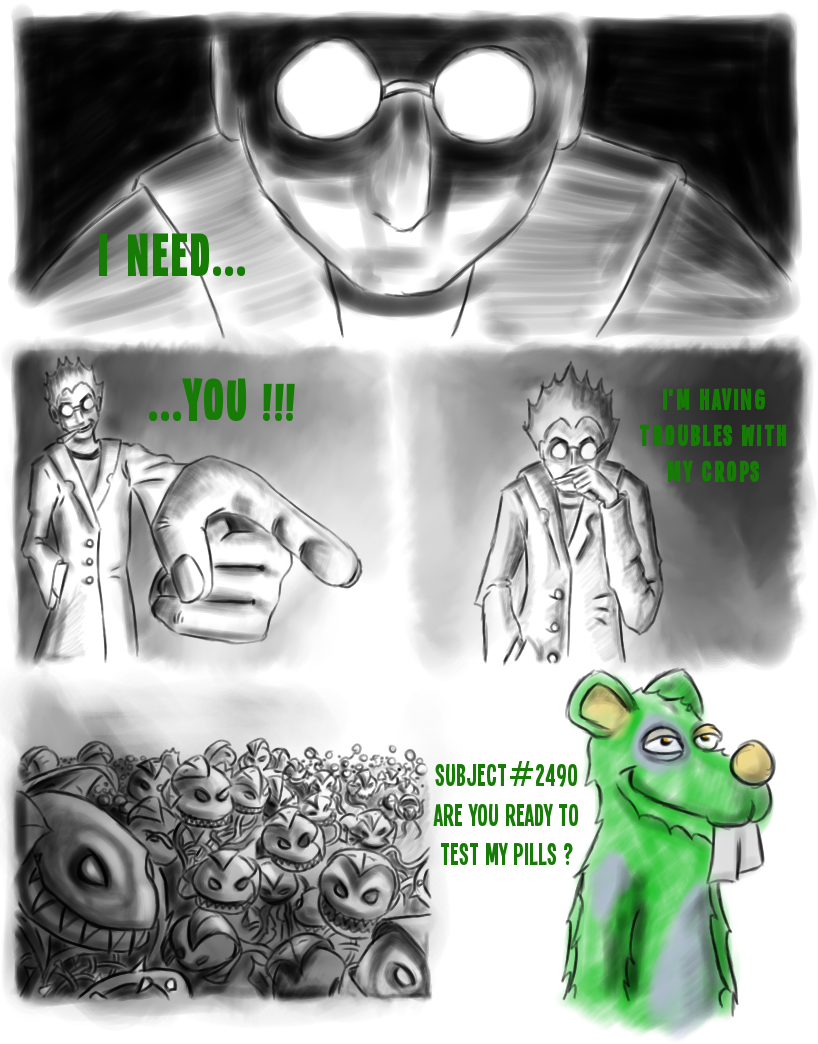 I NEED...
...YOU !!!
I'M HAVING
TROUBLES WITH
MY CROPS
SUBJECT#2490
ARE YOU READY TO
TEST MY PILLS ?